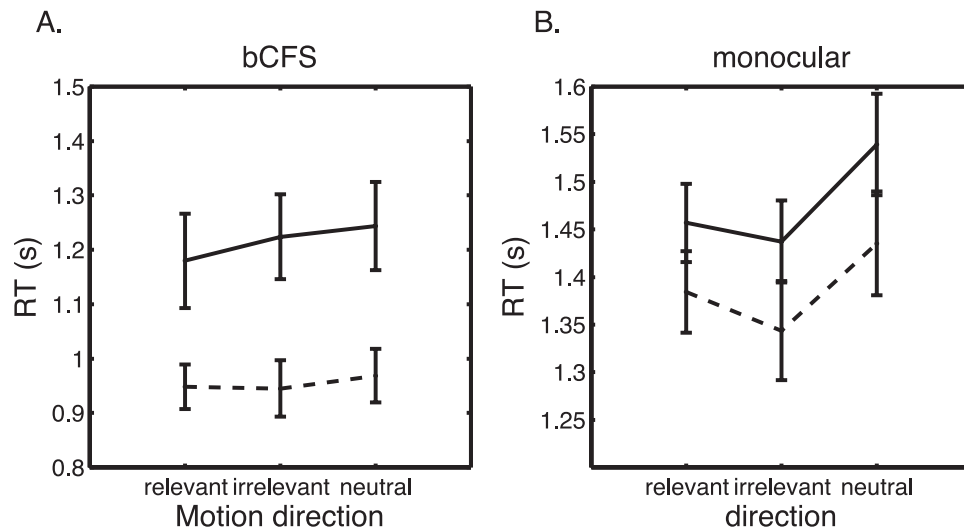 A.
bCFS
1.5
1.4
1.3
1.2
1.1
1
0.9
0.8
RT (s)
relevant irrelevant neutral
Motion direction
B.
monocular
1.6
1.55
1.5
1.45
1.4
1.35
1.3
1.25
RT (s)
relevant irrelevant neutral
direction